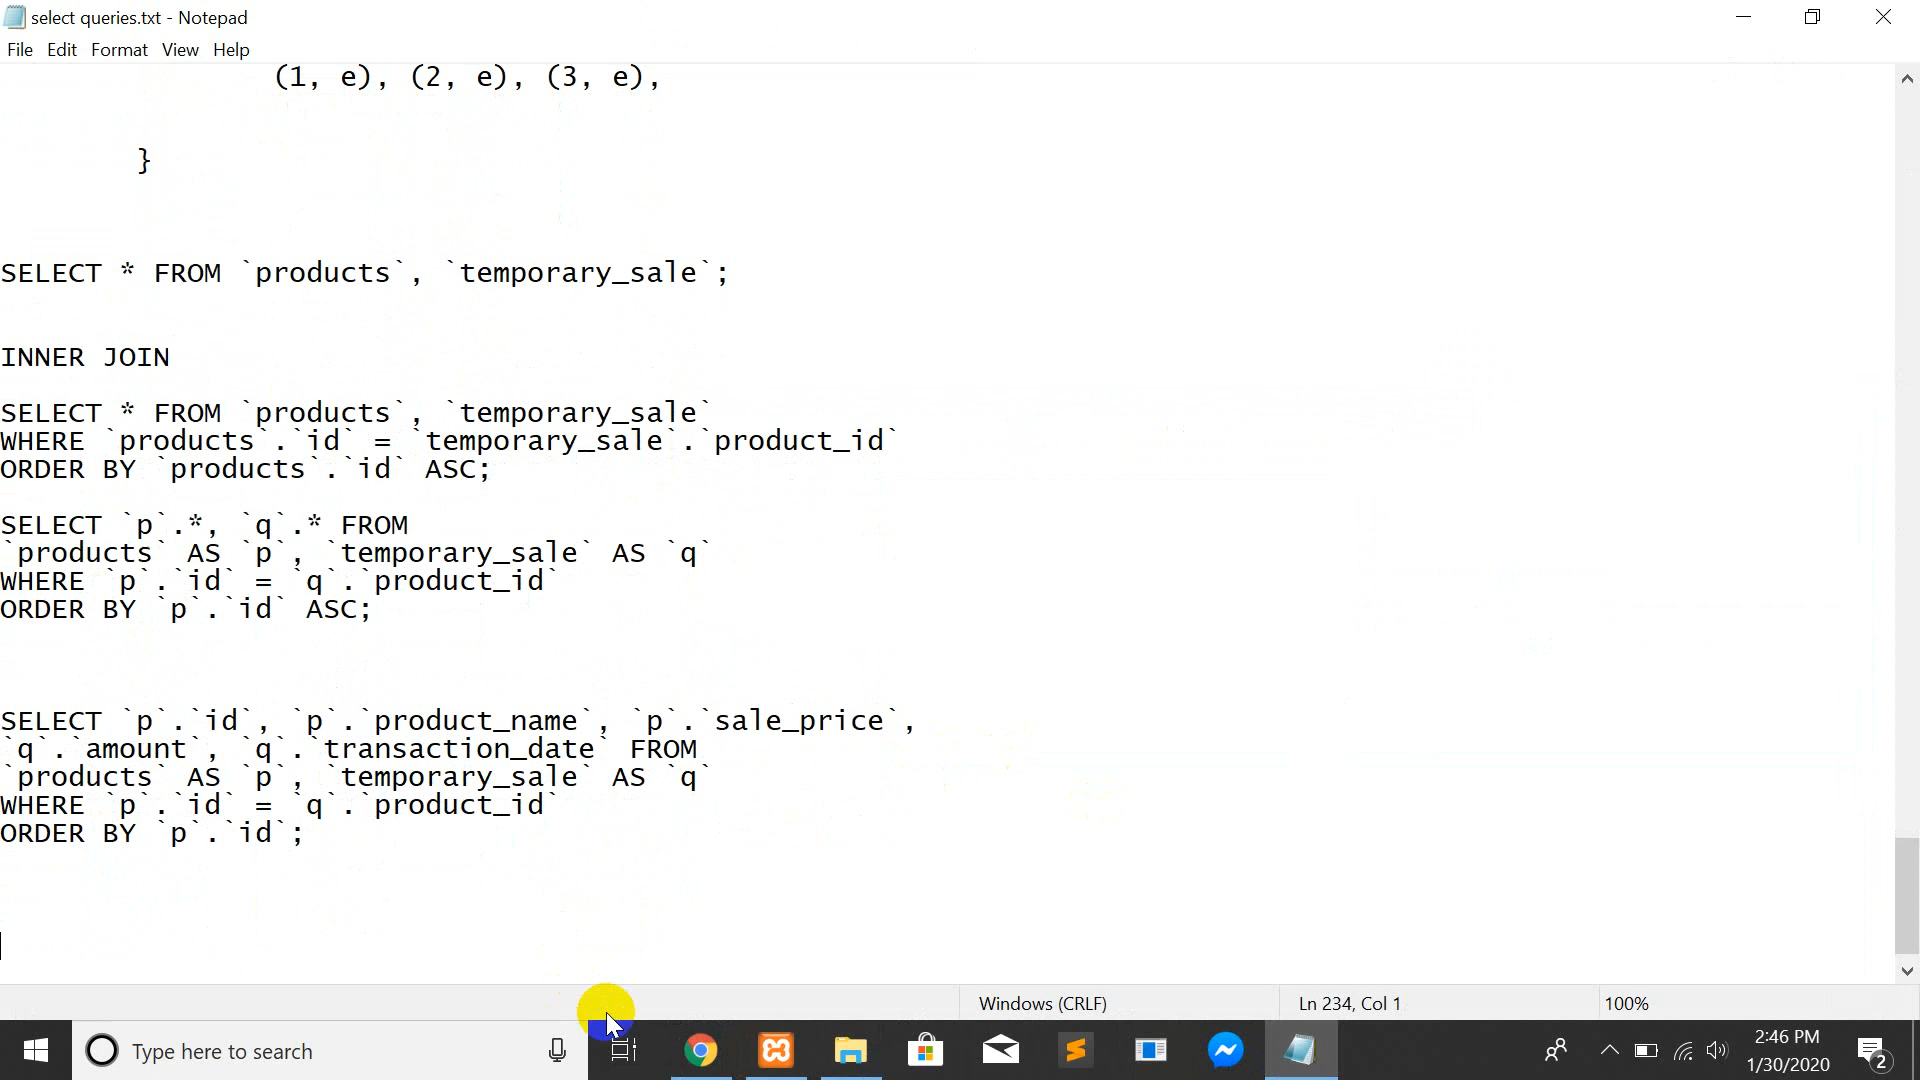 select queries.txt - Notepad
File Edit Format View Help
(1, e), (2, e), (3, e),
}
SELECT * FROM `products`, `temporary_sale`;
INNER JOIN
SELECT * FROM `products`, `temporary_sale`
WHERE `products`.`id` = `temporary_sale`.`product_id`
ORDER BY `products`.`id` ASC;
SELECT `p`.*, `q`.* FROM
`products` AS `p`, `temporary_sale` AS `q`
WHERE `p`.`id` = `q`.`product_id`
ORDER BY `p`.`id` ASC;
SELECT `p`.`id`, `p`.`product_name`, `p`.`sale_price`,
`q`.`amount`, `q`.`transaction_date` FROM
`products` AS `p`, `temporary_sale` AS `q`
WHERE `p`.`id` = `q`.`product_id`
ORDER BY `p`.`id`;
Windows (CRLF) Ln 234, Col 1 100%
Type here to search
2:46 PM
1/30/2020
2